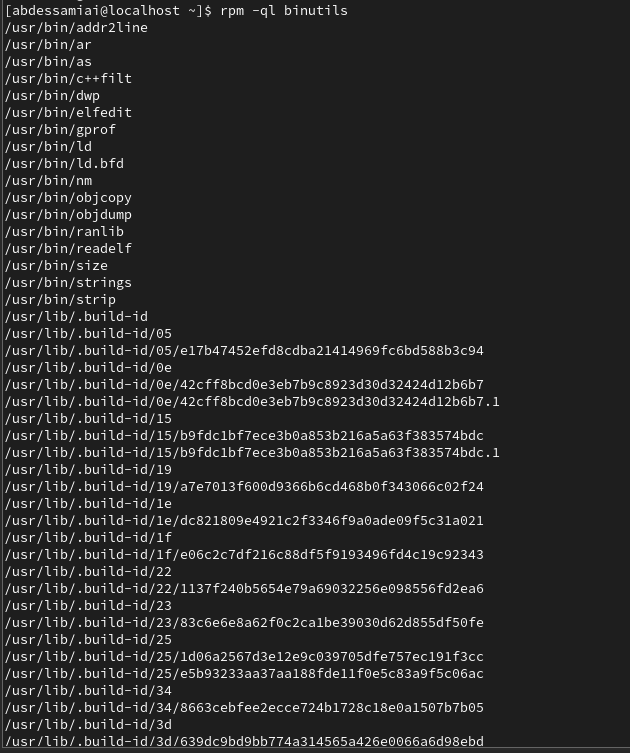 [abdessamiai@localhost ~]$ rpm -ql binutils
/usr/bin/addr2line
/usr/bin/ar
/usr/bin/as
/usr/bin/c++filt
/usr/bin/dwp
/usr/bin/elfedit
/usr/bin/gprof
/usr/bin/ld
/usr/bin/ld.bfd
/usr/bin/nm
/usr/bin/objcopy
/usr/bin/objdump
/usr/bin/ranlib
/usr/bin/readelf
/usr/bin/size
/usr/bin/strings
/usr/bin/strip
/usr/lib/.build-id
/usr/lib/.build-id/05
/usr/lib/.build-id/05/e17b47452efd8cdba21414969fc6bd588b3c94
/usr/lib/.build-id/0e
/usr/lib/.build-id/0e/42cff8bcd0e3eb7b9c8923d30d32424d12b6b7
/usr/lib/.build-id/0e/42cff8bcd0e3eb7b9c8923d30d32424d12b6b7.1
/usr/lib/.build-id/15
/usr/lib/.build-id/15/b9fdc1bf7ece3b0a853b216a5a63f383574bdc
/usr/lib/.build-id/15/b9fdc1bf7ece3b0a853b216a5a63f383574bdc.1
/usr/lib/.build-id/19
/usr/lib/.build-id/19/a7e7013f600d9366b6cd468b0f343066c02f24
/usr/lib/.build-id/1e
/usr/lib/.build-id/1e/dc821809e4921c2f3346f9a0ade09f5c31a021
/usr/lib/.build-id/1f
/usr/lib/.build-id/1f/e06c2c7df216c88df5f9193496fd4c19c92343
/usr/lib/.build-id/22
/usr/lib/.build-id/22/1137f240b5654e79a69032256e098556fd2ea6
/usr/lib/.build-id/23
/usr/lib/.build-id/23/83c6e6e8a62f0c2ca1be39030d62d855df50fe
/usr/lib/.build-id/25
/usr/lib/.build-id/25/1d06a2567d3e12e9c039705dfe757ec191f3cc
/usr/lib/.build-id/25/e5b93233aa37aa188fde11f0e5c83a9f5c06ac
/usr/lib/.build-id/34
/usr/lib/.build-id/34/8663cebfee2ecce724b1728c18e0a1507b7b05
/usr/lib/.build-id/3d
/usr/lib/.build-id/3d/639dc9bd9bb774a314565a426e0066a6d98ebd